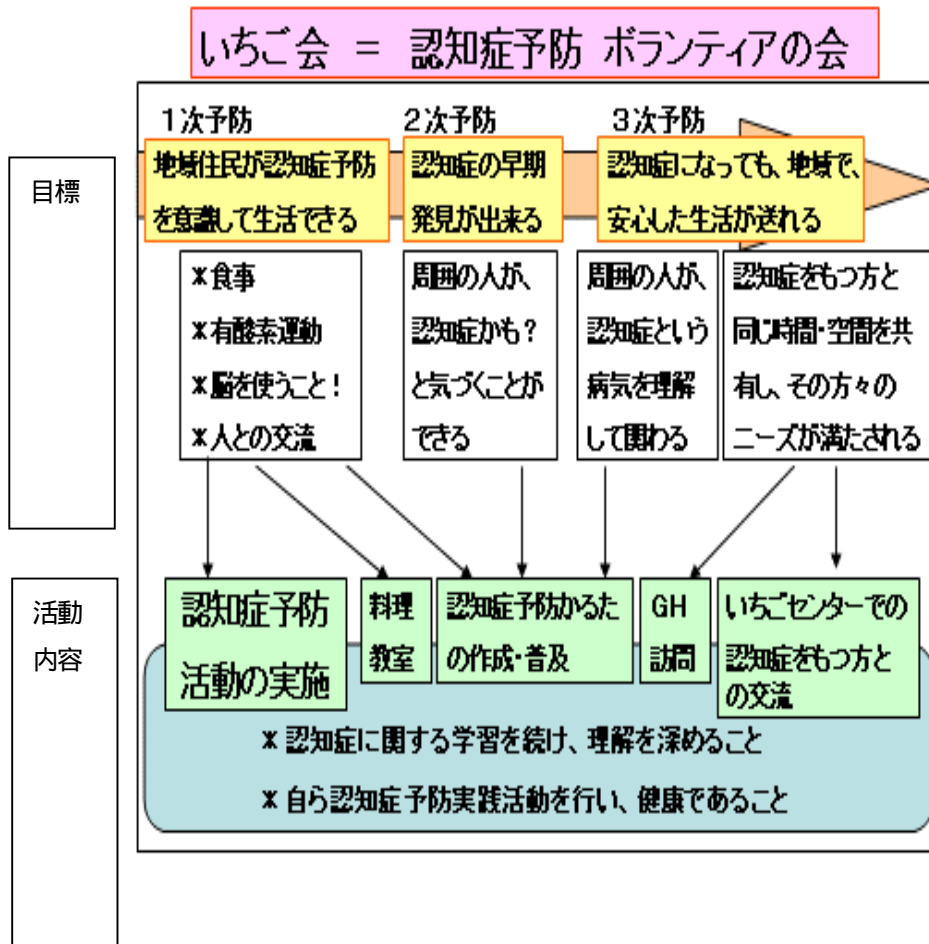 いちご会 = 認知症予防 ボランティアの会
目標
1次予防
地域住民が認知症予防
を意識して生活できる
2次予防
認知症の早期
発見が出来る
3次予防
認知症になっても、地域で、
安心した生活が送れる
*食事
*有酸素運動
*脳を使うこと!
*人との交流
周囲の人が、
認知症かも?
と気づくことが
できる
周囲の人が、
認知症という
病気を理解
して関わる
認知症をもつ方と
同じ時間・空間を共
有し、その方々の
ニーズが満たされる
活動
内容
認知症予防
活動の実施
料理
教室
認知症予防かるた
の作成・普及
GH
訪問
いちごセンターでの
認知症をもつ方と
の交流
* 認知症に関する学習を続け、理解を深めること
* 自ら認知症予防実践活動を行い、健康であること